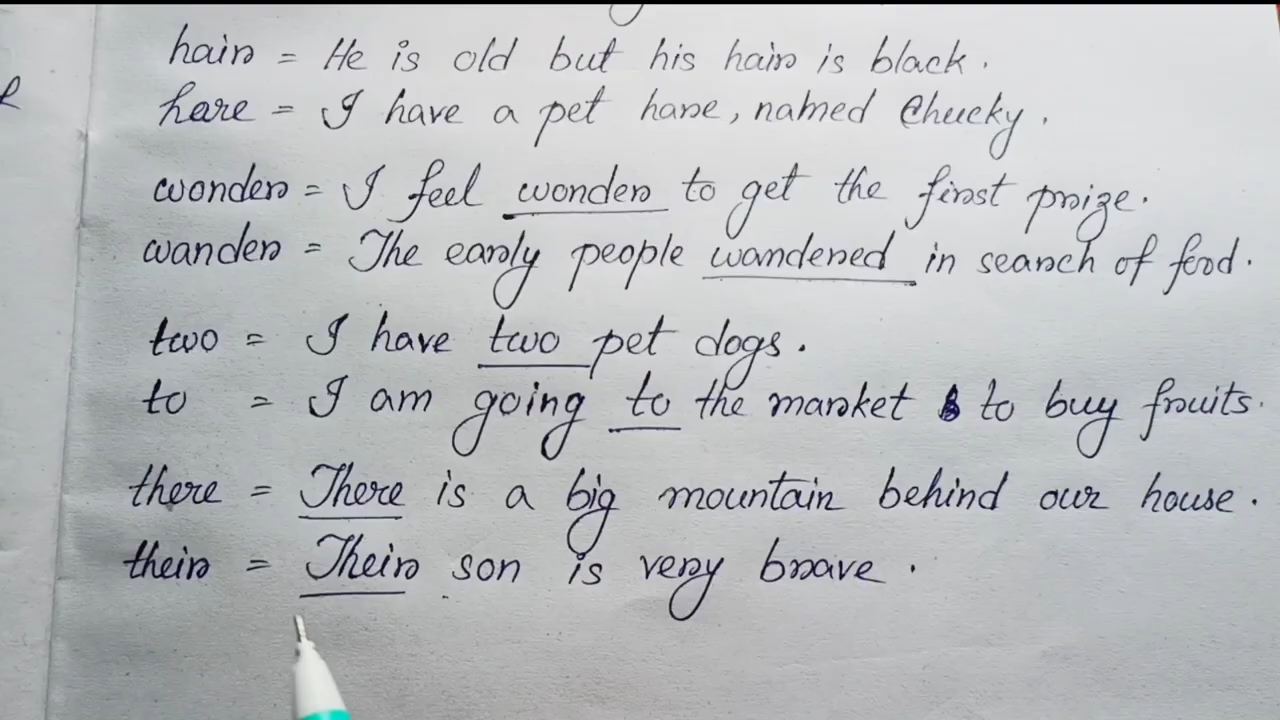 hair = He is old but his hair is black.
hare = I have a pet hare, named Chucky.
wonder = I feel wonder to get the first prize.
wander = The early people wandered in search of food.
two = I have two pet dogs.
to = I am going to the market to buy fruits.
there = There is a big mountain behind our house.
their = Their son is very brave.